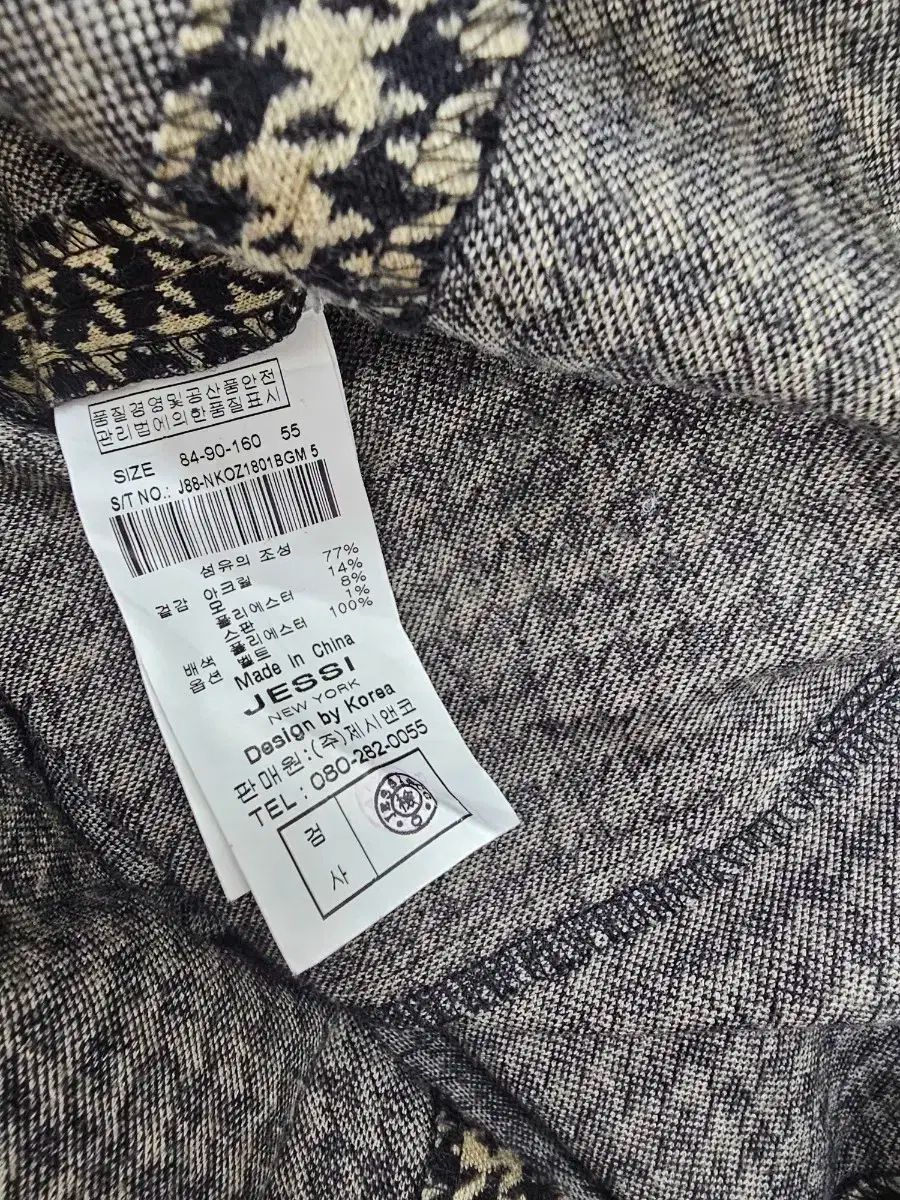 품질경영및공산품안전
관리법에의한품질표시
SIZE 84-90-160 55
S/T NO.: J88-NKOZ1801BGM 5
섬유의 조성
겉감 아크릴 77%
모 14%
폴리에스터 8%
스판 1%
배색 폴리에스터 100%
옵션 벨트
Made in China
JESSI
NEW YORK
Design by Korea
판매원:(주)제시앤코
TEL: 080-282-0055
검
사